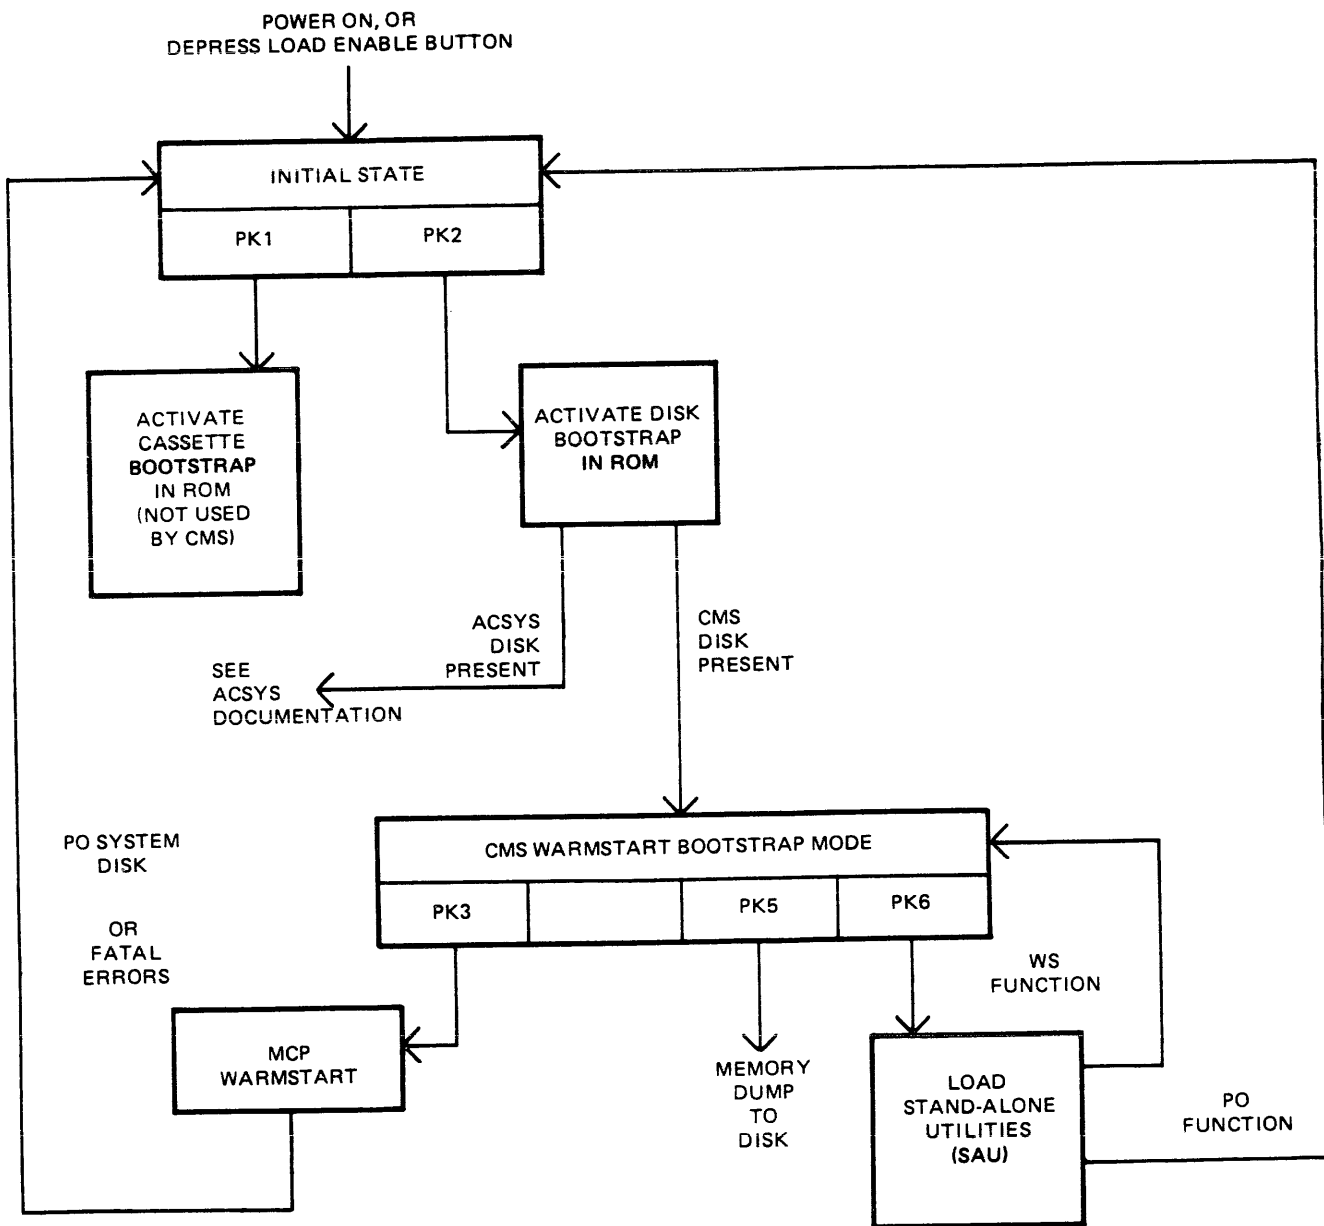 POWER ON, OR
DEPRESS LOAD ENABLE BUTTON
INITIAL STATE
PK1
PK2
ACTIVATE
CASSETTE
BOOTSTRAP
IN ROM
(NOT USED
BY CMS)
ACTIVATE DISK
BOOTSTRAP
IN ROM
ACSYS
DISK
PRESENT
CMS
DISK
PRESENT
SEE
ACSYS
DOCUMENTATION
PO SYSTEM
DISK
OR
FATAL
ERRORS
CMS WARMSTART BOOTSTRAP MODE
PK3
PK5
PK6
WS
FUNCTION
MCP
WARMSTART
MEMORY
DUMP
TO
DISK
LOAD
STAND-ALONE
UTILITIES
(SAU)
PO
FUNCTION